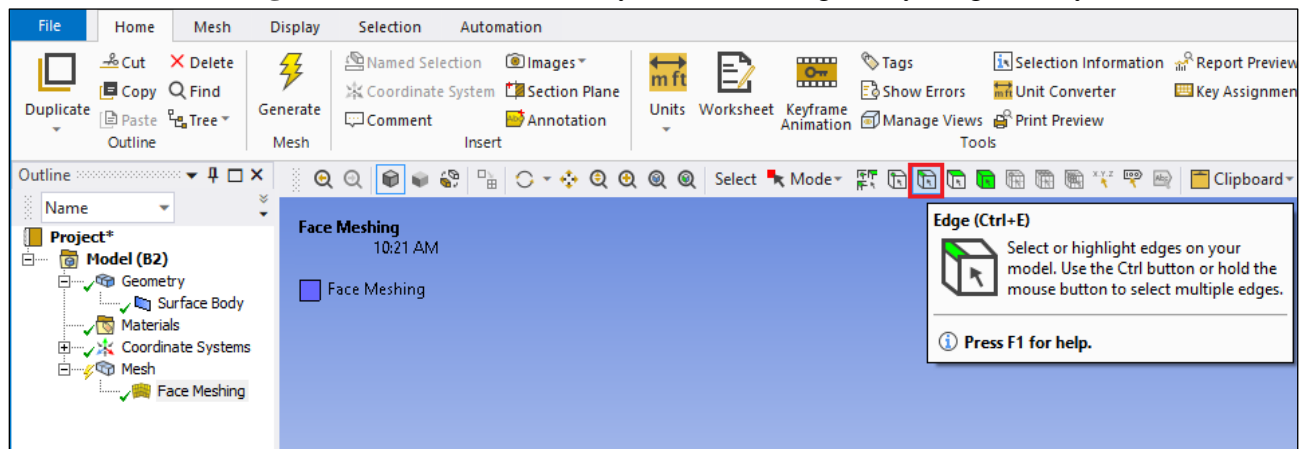 File Home Mesh Display Selection Automation
Duplicate
Cut Delete
Copy Find
Paste Tree
Outline
Generate
Mesh
Named Selection Images
Coordinate System Section Plane
Comment Annotation
Insert
m ft
Units Worksheet Keyframe Animation
Tags Selection Information Report Preview
Show Errors Unit Converter Key Assignmen
Manage Views Print Preview
Tools
Outline
Name
Project*
Model (B2)
Geometry
Surface Body
Materials
Coordinate Systems
Mesh
Face Meshing
Select Mode Clipboard
Face Meshing
10:21 AM
Face Meshing
Edge (Ctrl+E)
Select or highlight edges on your
model. Use the Ctrl button or hold the
mouse button to select multiple edges.
Press F1 for help.